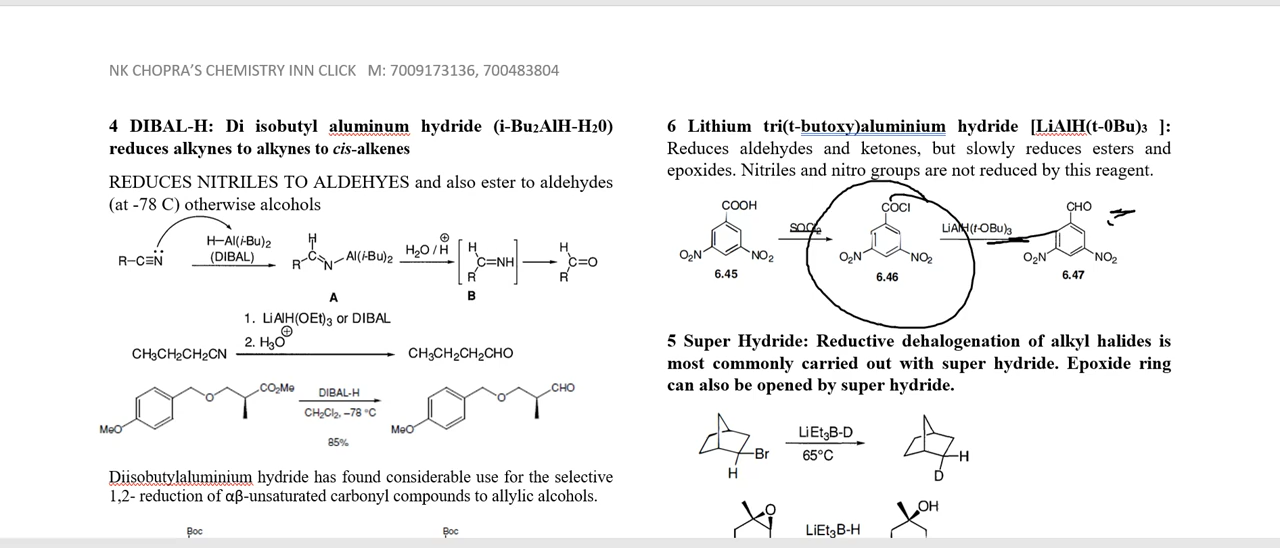 NK CHOPRA'S CHEMISTRY INN CLICK M: 7009173136, 700483804
4 DIBAL-H: Di isobutyl aluminum hydride (i-Bu₂AlH-H₂0)
reduces alkynes to alkynes to cis-alkenes
REDUCES NITRILES TO ALDEHYES and also ester to aldehydes
(at -78 C) otherwise alcohols
R–C≡N̈
H–Al(i-Bu)₂
(DIBAL)
H
R C N Al(i-Bu)₂
H₂O / H⊕
H
C=NH
R
H
C=O
R
A
B
1. LiAlH(OEt)₃ or DIBAL
2. H₃O⊕
CH₃CH₂CH₂CN
CH₃CH₂CH₂CHO
MeO
O
CO₂Me
DIBAL-H
CH₂Cl₂, –78 °C
85%
MeO
O
CHO
Diisobutylaluminium hydride has found considerable use for the selective
1,2- reduction of αβ-unsaturated carbonyl compounds to allylic alcohols.
Boc
Boc
6 Lithium tri(t-butoxy)aluminium hydride [LiAlH(t-0Bu)₃ ]:
Reduces aldehydes and ketones, but slowly reduces esters and
epoxides. Nitriles and nitro groups are not reduced by this reagent.
COOH
O₂N
NO₂
6.45
COCl
O₂N
NO₂
6.46
LiAlH(t-OBu)₃
CHO
O₂N
NO₂
6.47
5 Super Hydride: Reductive dehalogenation of alkyl halides is
most commonly carried out with super hydride. Epoxide ring
can also be opened by super hydride.
Br
H
LiEt₃B-D
65°C
H
D
O
LiEt₃B-H
OH